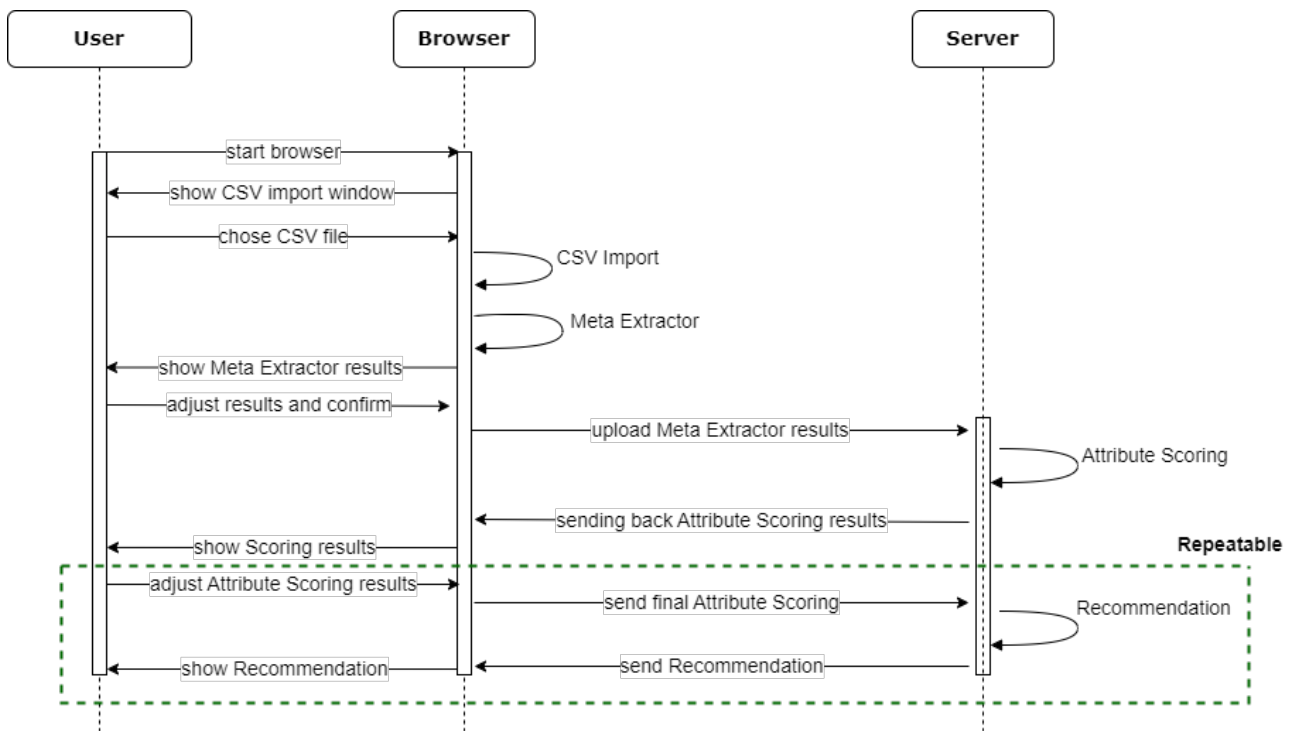 User
Browser
Server
start browser
show CSV import window
chose CSV file
CSV Import
Meta Extractor
show Meta Extractor results
adjust results and confirm
upload Meta Extractor results
Attribute Scoring
sending back Attribute Scoring results
show Scoring results
Repeatable
adjust Attribute Scoring results
send final Attribute Scoring
Recommendation
send Recommendation
show Recommendation